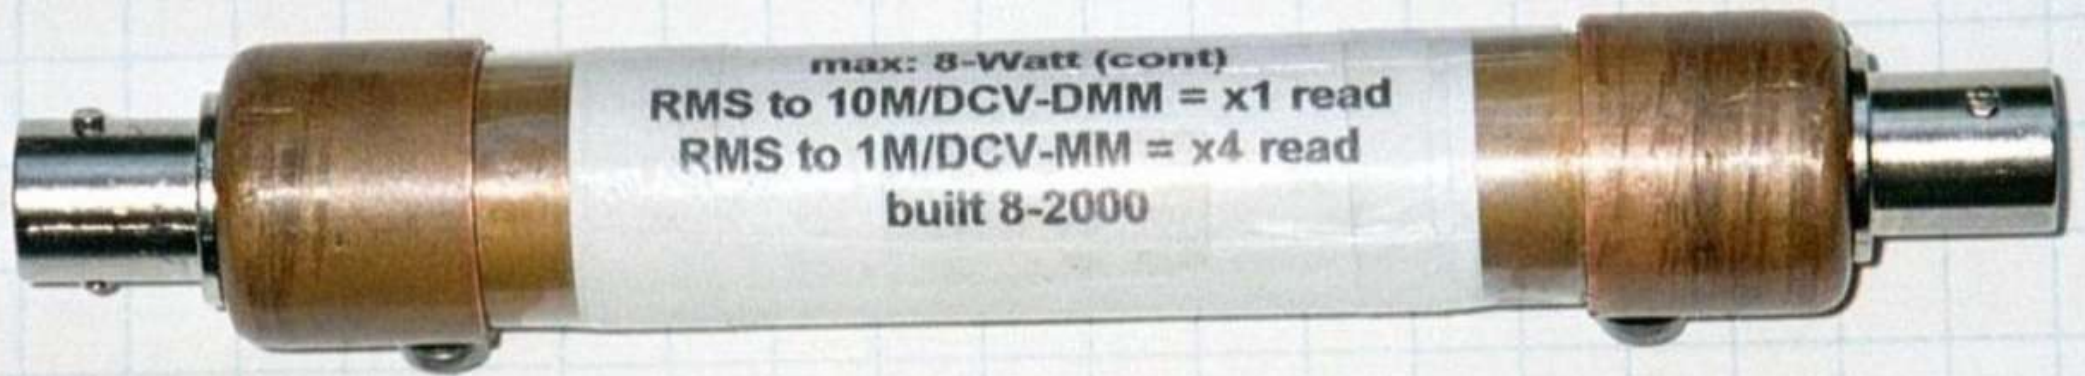 max: 8-Watt (cont)
RMS to 10M/DCV-DMM = x1 read
RMS to 1M/DCV-MM = x4 read
built 8-2000